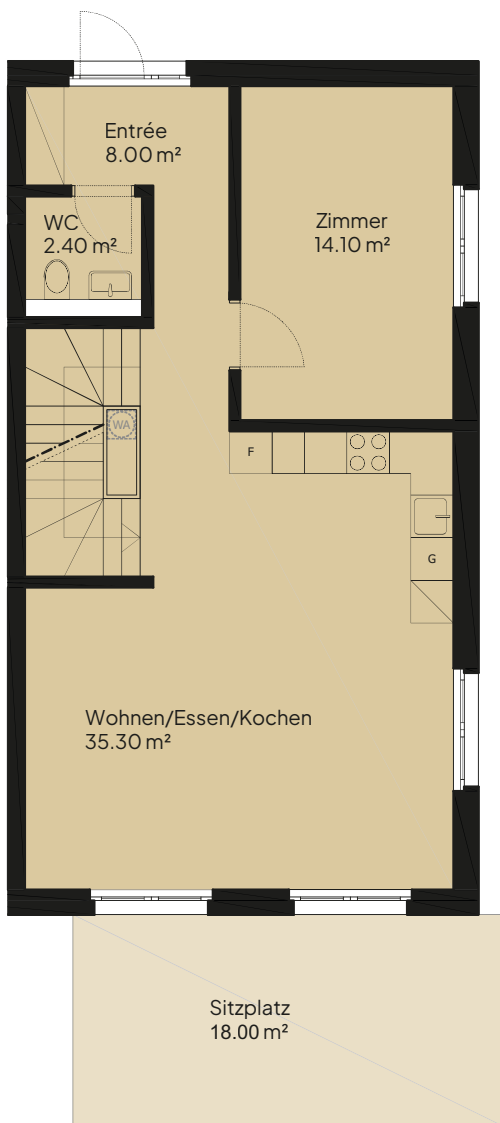 Entrée
8.00 m²
WC
2.40 m²
Zimmer
14.10 m²
WA
F
G
Wohnen/Essen/Kochen
35.30 m²
Sitzplatz
18.00 m²